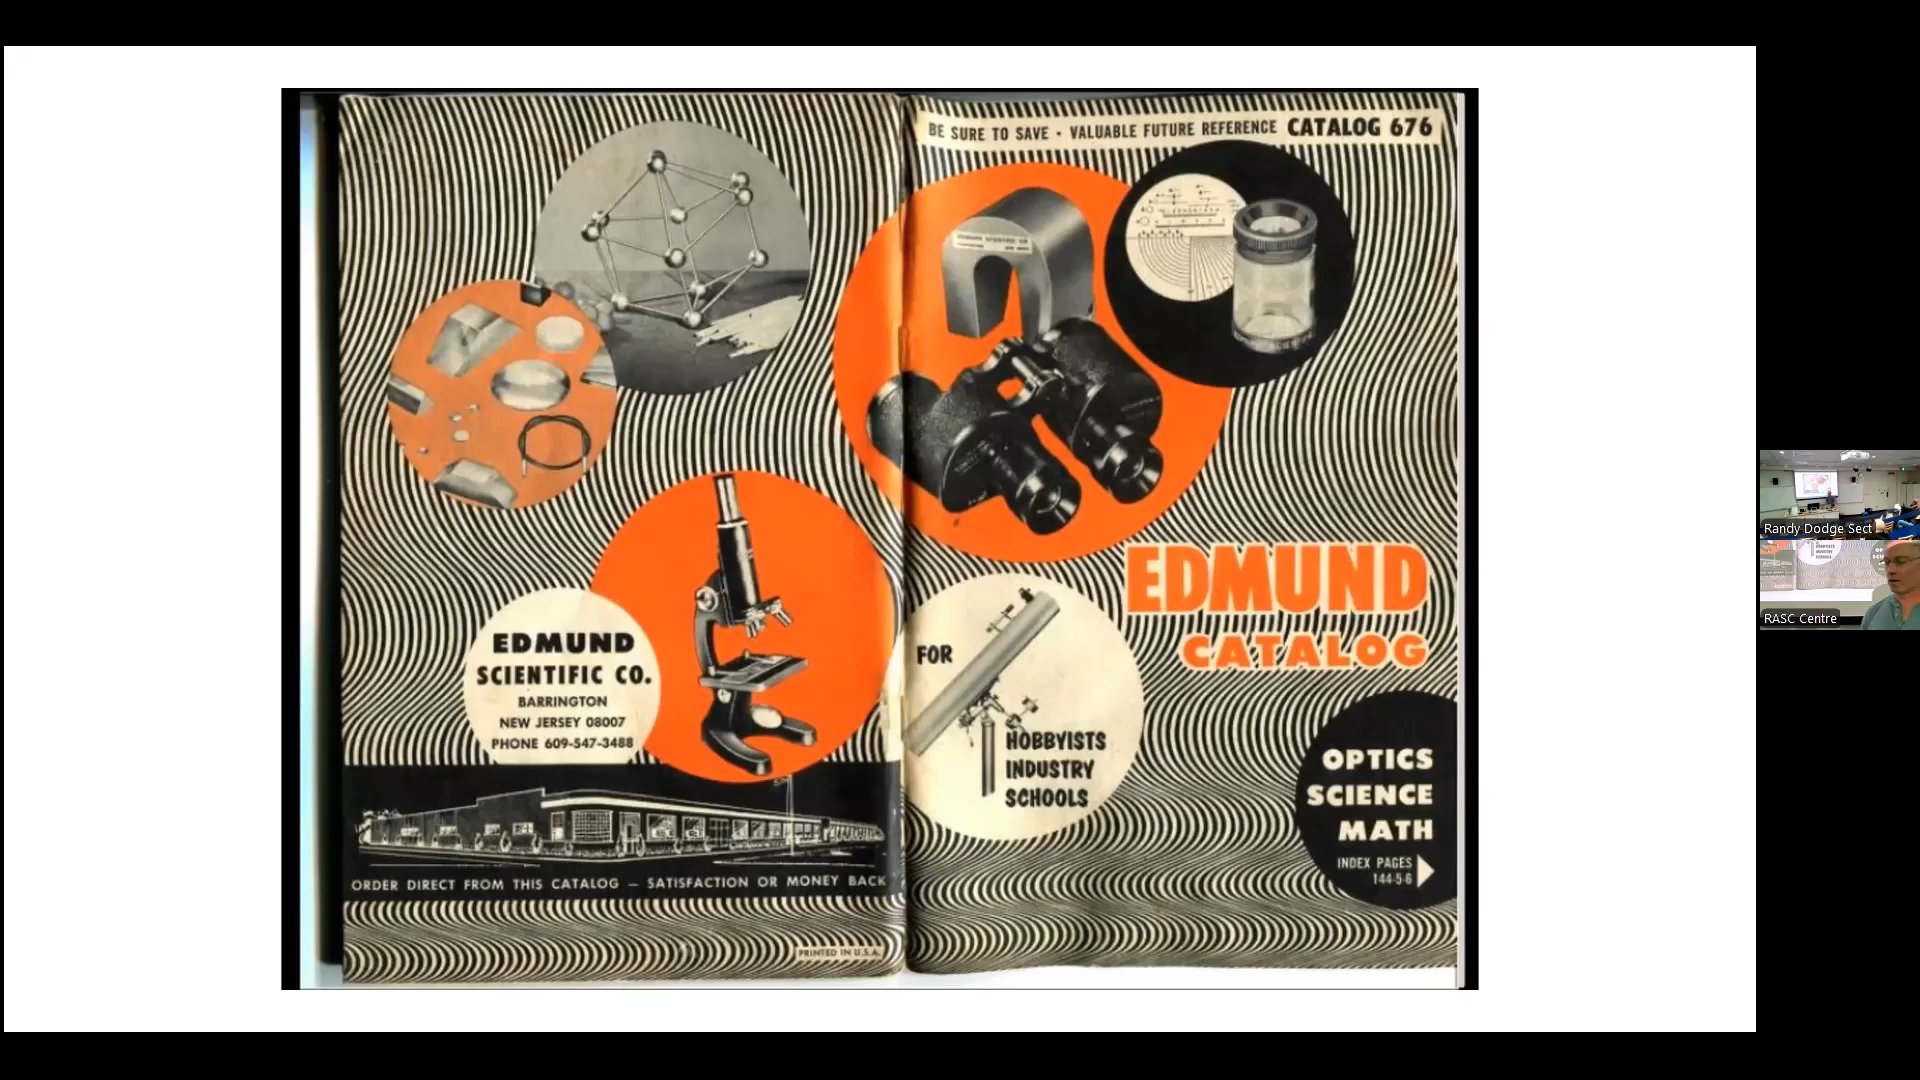 BE SURE TO SAVE • VALUABLE FUTURE REFERENCE CATALOG 676
EDMUND
CATALOG
FOR
HOBBYISTS
INDUSTRY
SCHOOLS
OPTICS
SCIENCE
MATH
INDEX PAGES
144-5-6
EDMUND
SCIENTIFIC CO.
BARRINGTON
NEW JERSEY 08007
PHONE 609-547-3488
ORDER DIRECT FROM THIS CATALOG — SATISFACTION OR MONEY BACK
PRINTED IN U.S.A.
Randy Dodge Sect
RASC Centre